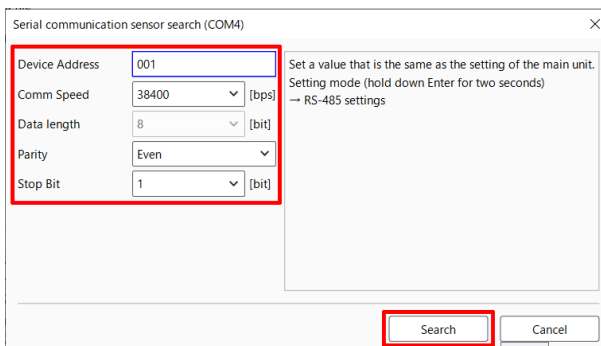 Serial communication sensor search (COM4)
Device Address 001
Comm Speed 38400 [bps]
Data length 8 [bit]
Parity Even
Stop Bit 1 [bit]
Set a value that is the same as the setting of the main unit.
Setting mode (hold down Enter for two seconds)
→ RS-485 settings
Search Cancel